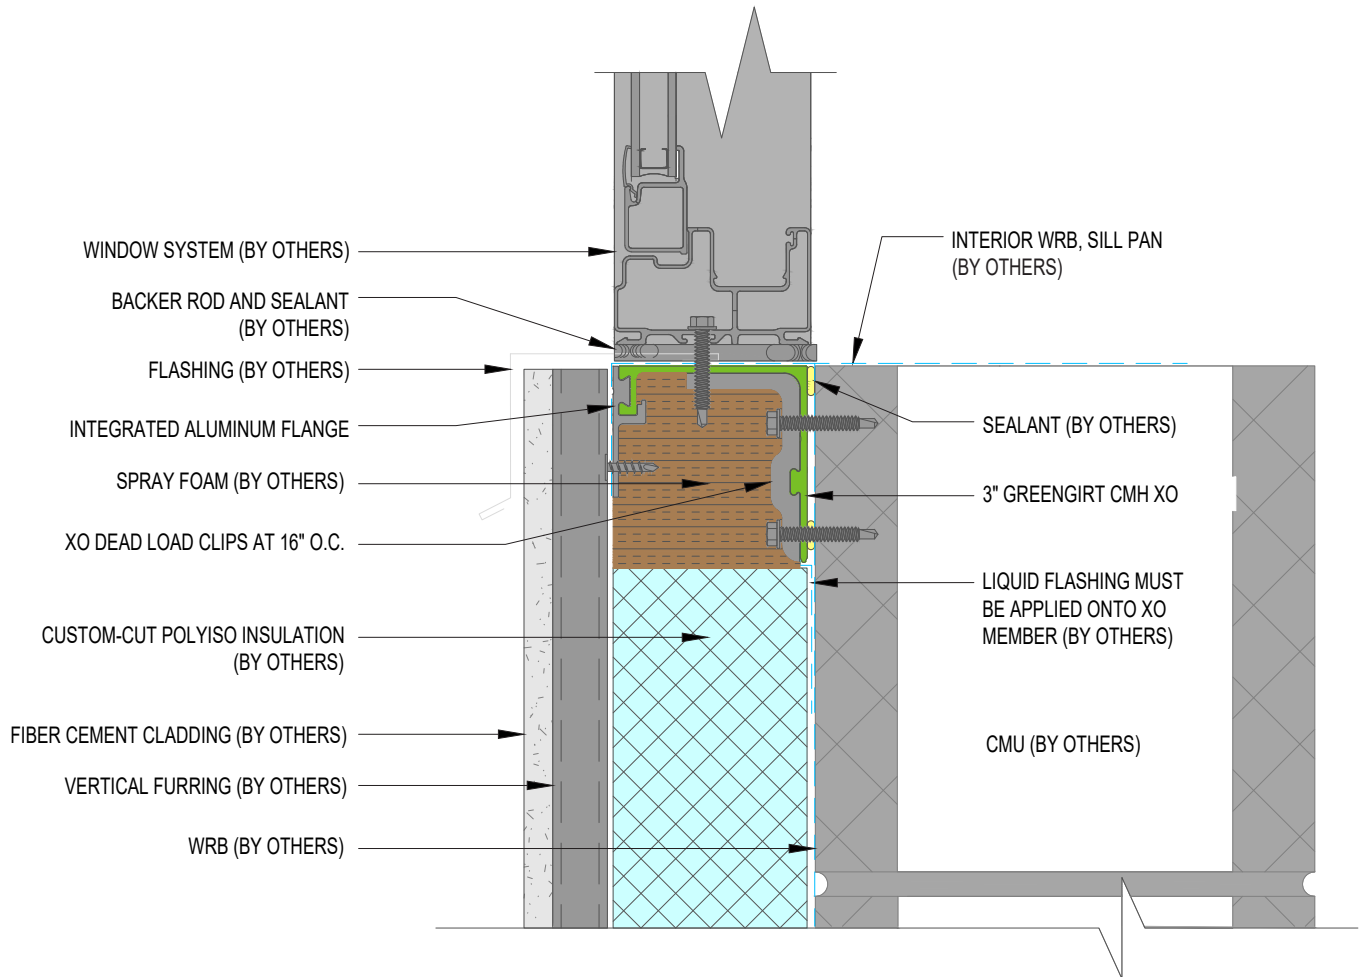 WINDOW SYSTEM (BY OTHERS)
BACKER ROD AND SEALANT
(BY OTHERS)
FLASHING (BY OTHERS)
INTEGRATED ALUMINUM FLANGE
SPRAY FOAM (BY OTHERS)
XO DEAD LOAD CLIPS AT 16" O.C.
CUSTOM-CUT POLYISO INSULATION
(BY OTHERS)
FIBER CEMENT CLADDING (BY OTHERS)
VERTICAL FURRING (BY OTHERS)
WRB (BY OTHERS)
INTERIOR WRB, SILL PAN
(BY OTHERS)
SEALANT (BY OTHERS)
3" GREENGIRT CMH XO
LIQUID FLASHING MUST
BE APPLIED ONTO XO
MEMBER (BY OTHERS)
CMU (BY OTHERS)